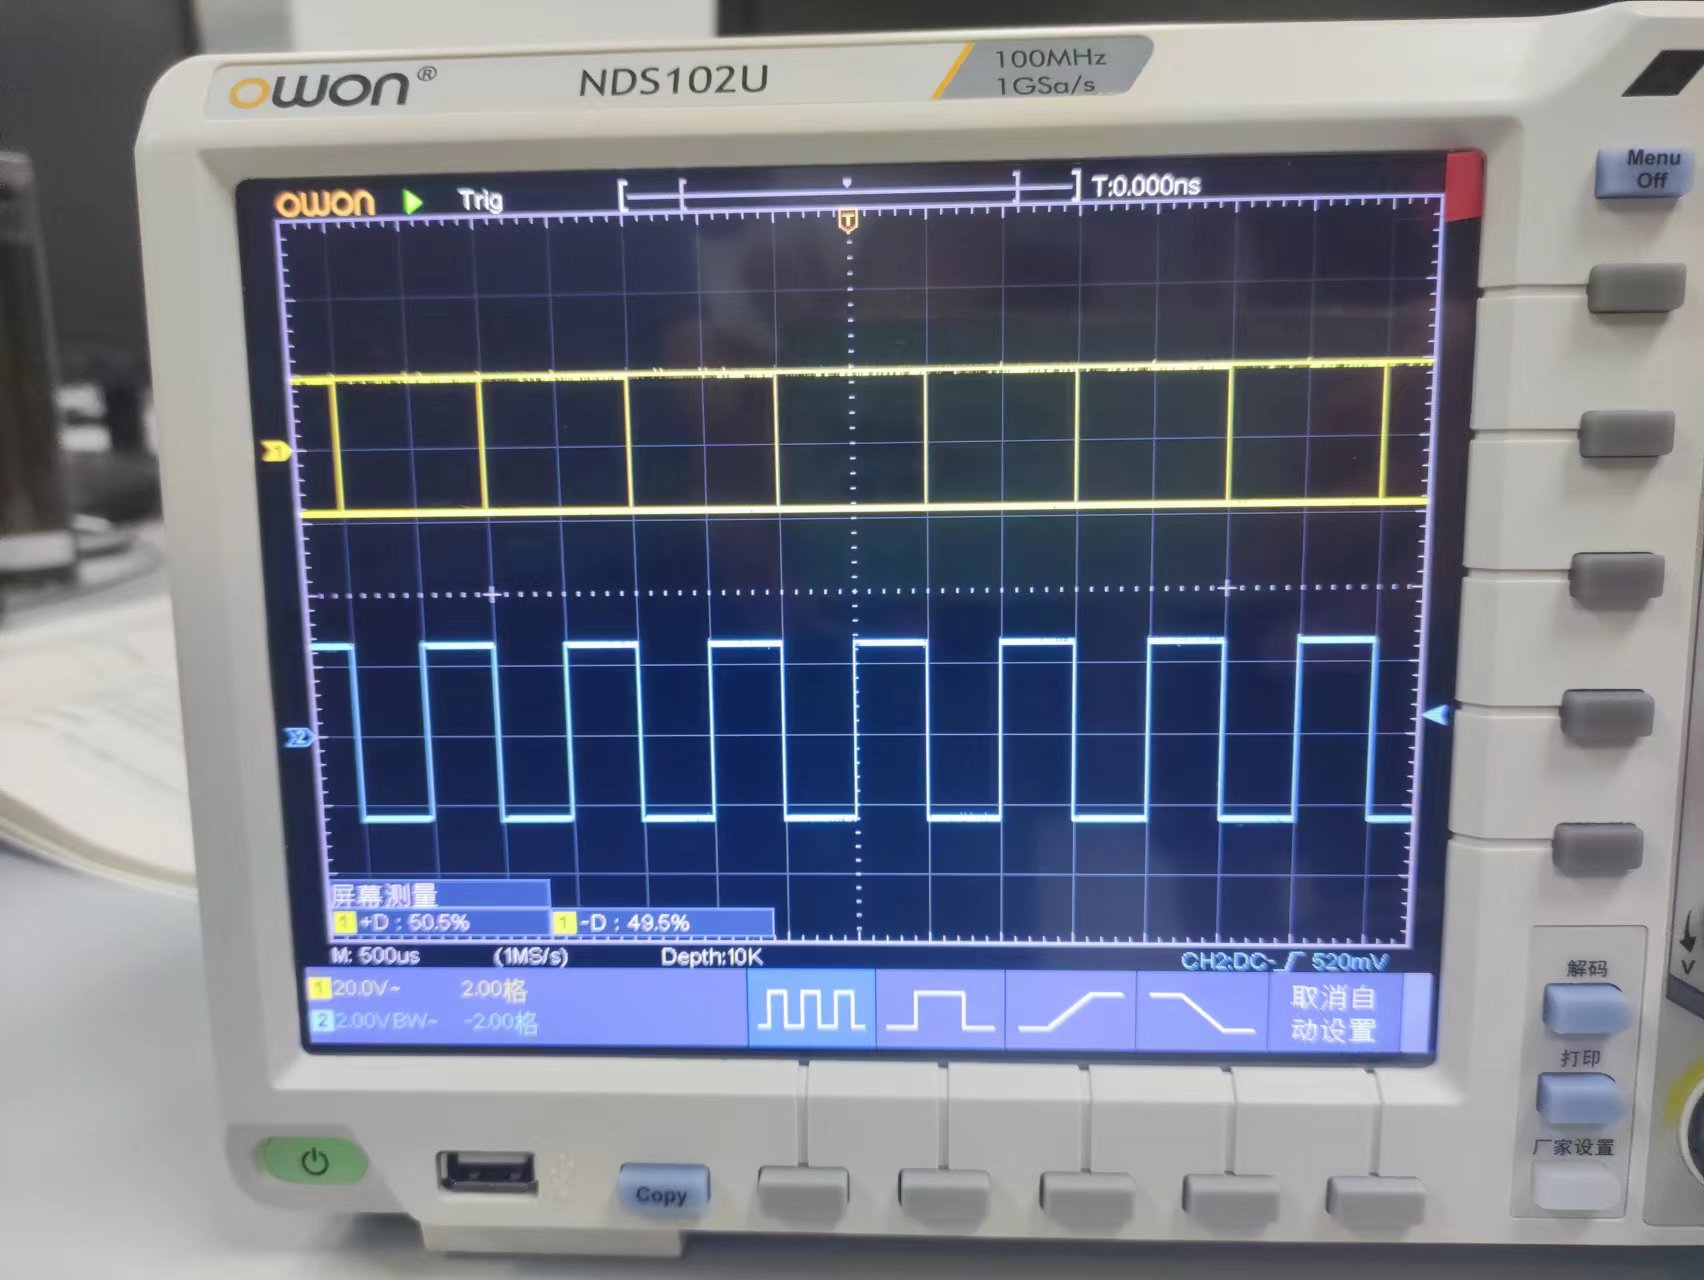 owon® NDS102U 100MHz
1GSa/s
Menu
Off
owon Trig T:0.000ns
T
1
2
屏幕测量
1 +D : 50.5% 1 -D : 49.5%
M: 500us (1MS/s) Depth:10K CH2:DC- 520mV
1 20.0V~ 2.00格
2 2.00VBW~ -2.00格
取消自
动设置
解码
打印
厂家设置
Copy
V